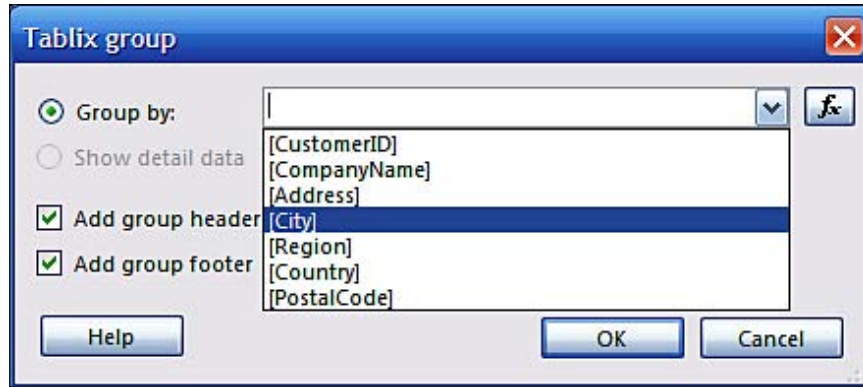 Tablix group
Group by:
fx
Show detail data
[CustomerID]
[CompanyName]
[Address]
Add group header
[City]
[Region]
Add group footer
[Country]
[PostalCode]
Help
OK
Cancel